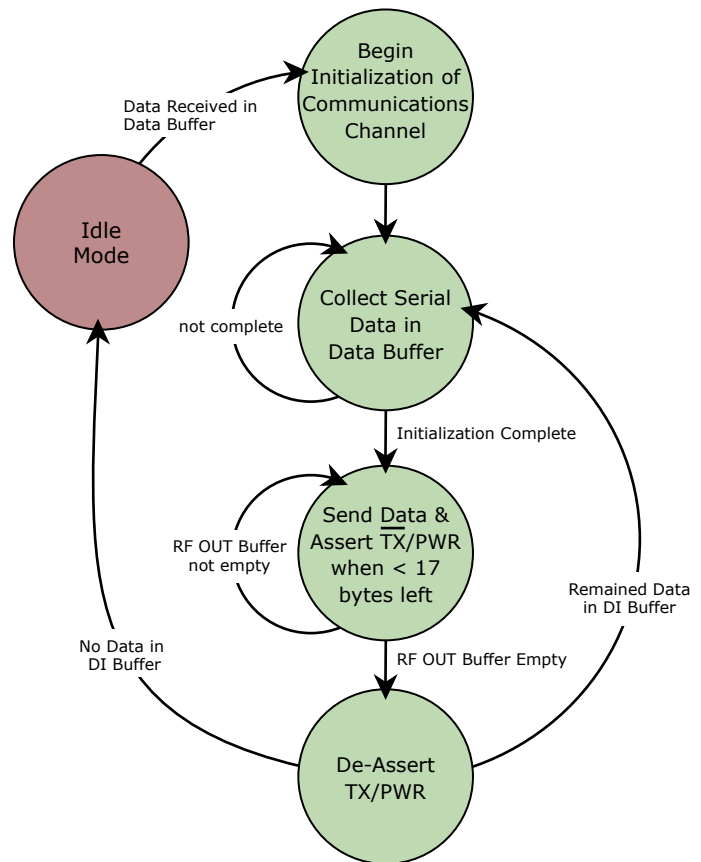 Begin
Initialization of
Communications
Channel
Data Received in
Data Buffer
Idle
Mode
Collect Serial
Data in
Data Buffer
not complete
Initialization Complete
Send Data &
Assert TX/PWR
when < 17
bytes left
RF OUT Buffer
not empty
Remained Data
in DI Buffer
No Data in
DI Buffer
RF OUT Buffer Empty
De-Assert
TX/PWR